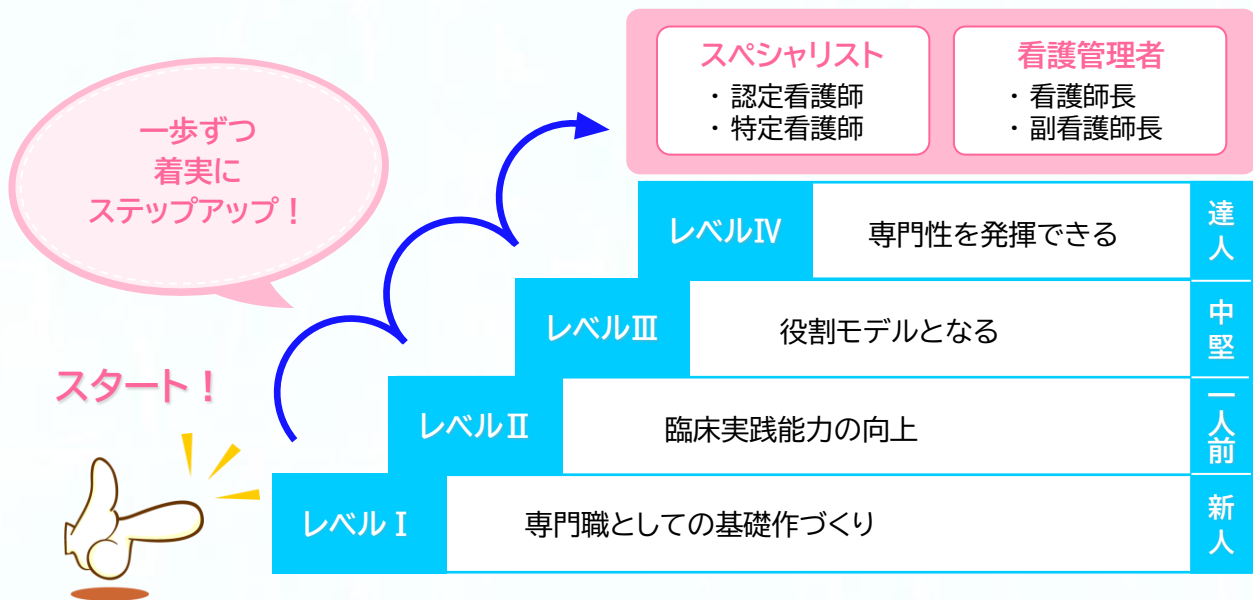 スペシャリスト
・認定看護師
・特定看護師
看護管理者
・看護師長
・副看護師長
一歩ずつ
着実に
ステップアップ！
レベルⅣ
専門性を発揮できる
達人
レベルⅢ
役割モデルとなる
中堅
スタート！
レベルⅡ
臨床実践能力の向上
一人前
レベルⅠ
専門職としての基礎作づくり
新人